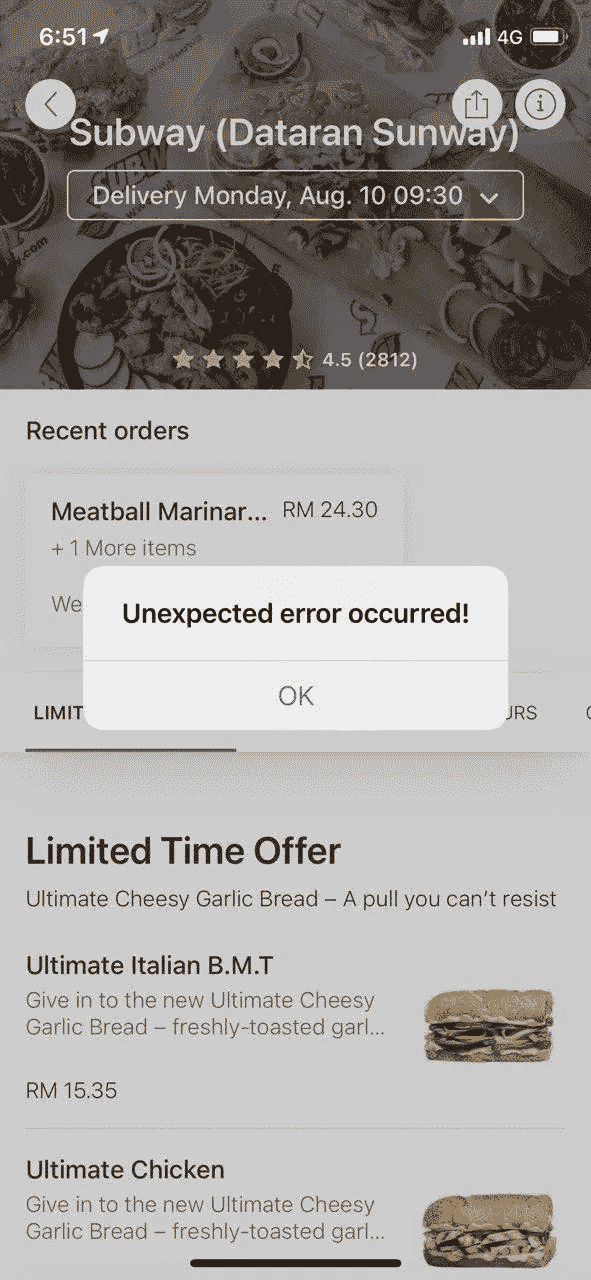 6:51
4G
Subway (Dataran Sunway)
Delivery Monday, Aug. 10 09:30
4.5 (2812)
Recent orders
Meatball Marinar... RM 24.30
+ 1 More items
We
Unexpected error occurred!
OK
LIMIT
URS
Limited Time Offer
Ultimate Cheesy Garlic Bread – A pull you can’t resist
Ultimate Italian B.M.T
Give in to the new Ultimate Cheesy
Garlic Bread – freshly-toasted garl...
RM 15.35
Ultimate Chicken
Give in to the new Ultimate Cheesy
Garlic Bread – freshly-toasted garl...